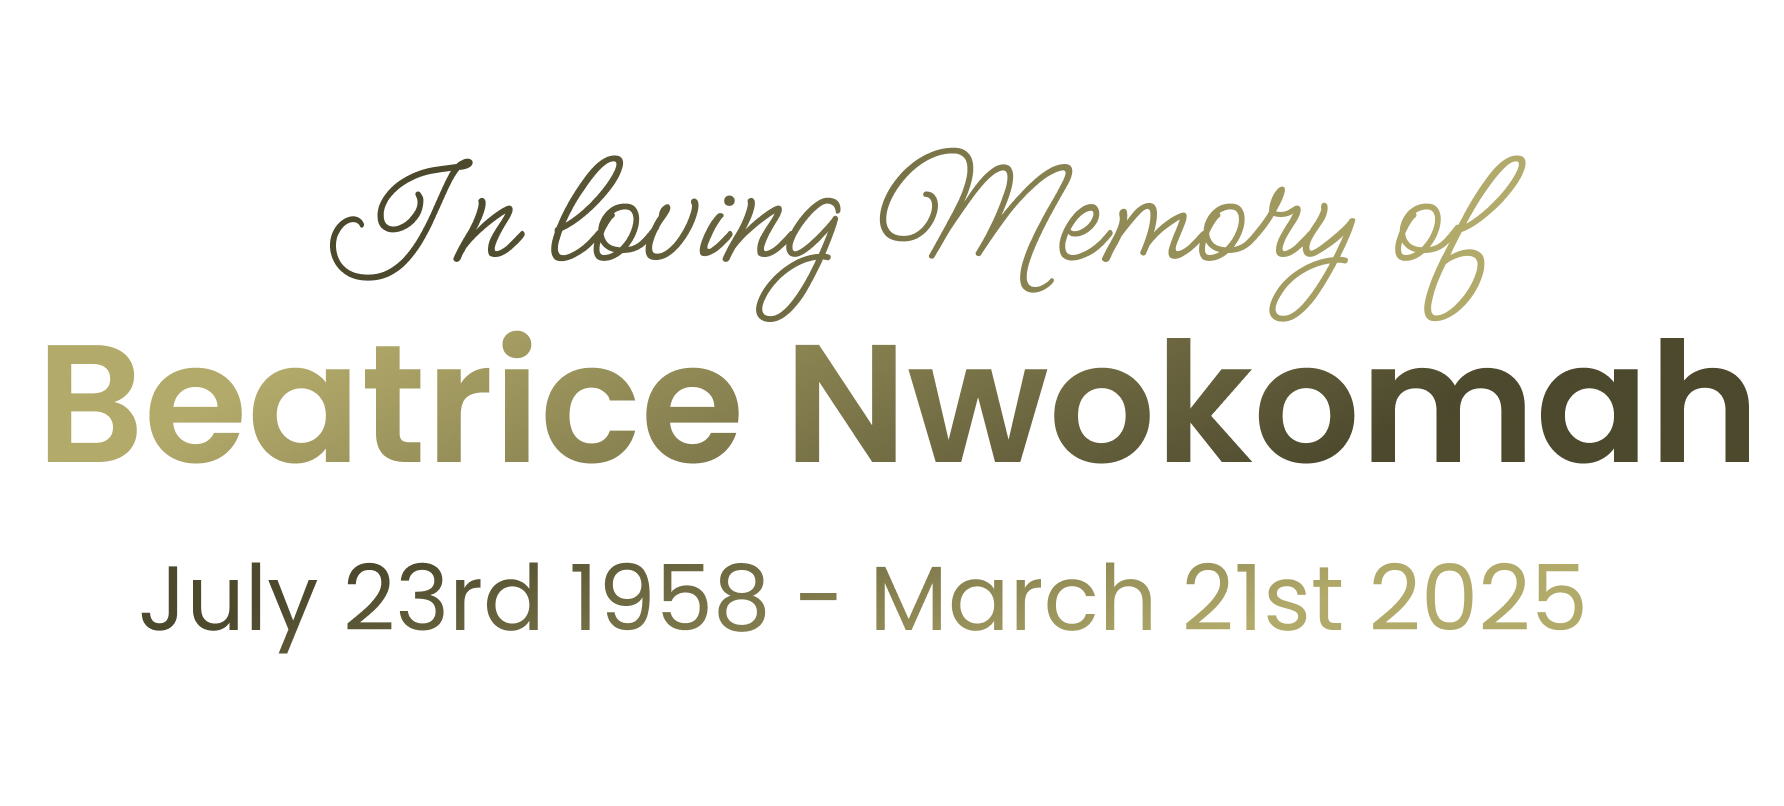 In loving Memory of
Beatrice Nwokomah
July 23rd 1958 - March 21st 2025